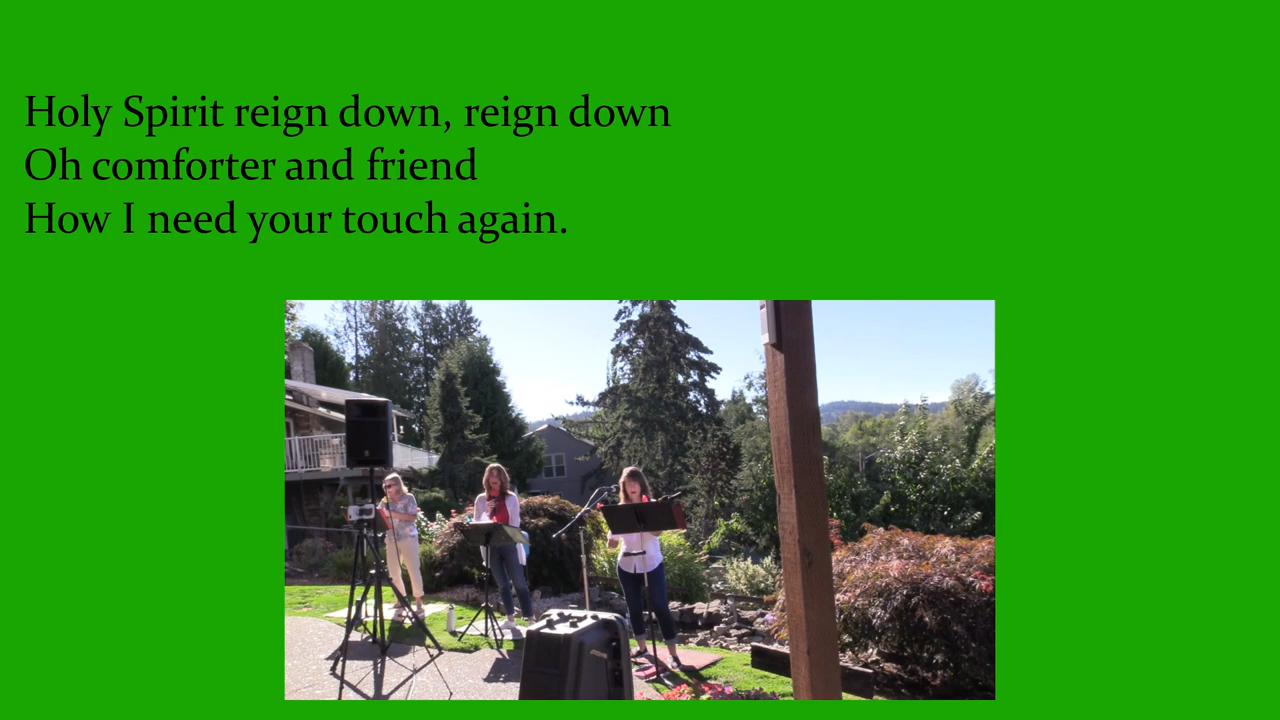 Holy Spirit reign down, reign down
Oh comforter and friend
How I need your touch again.